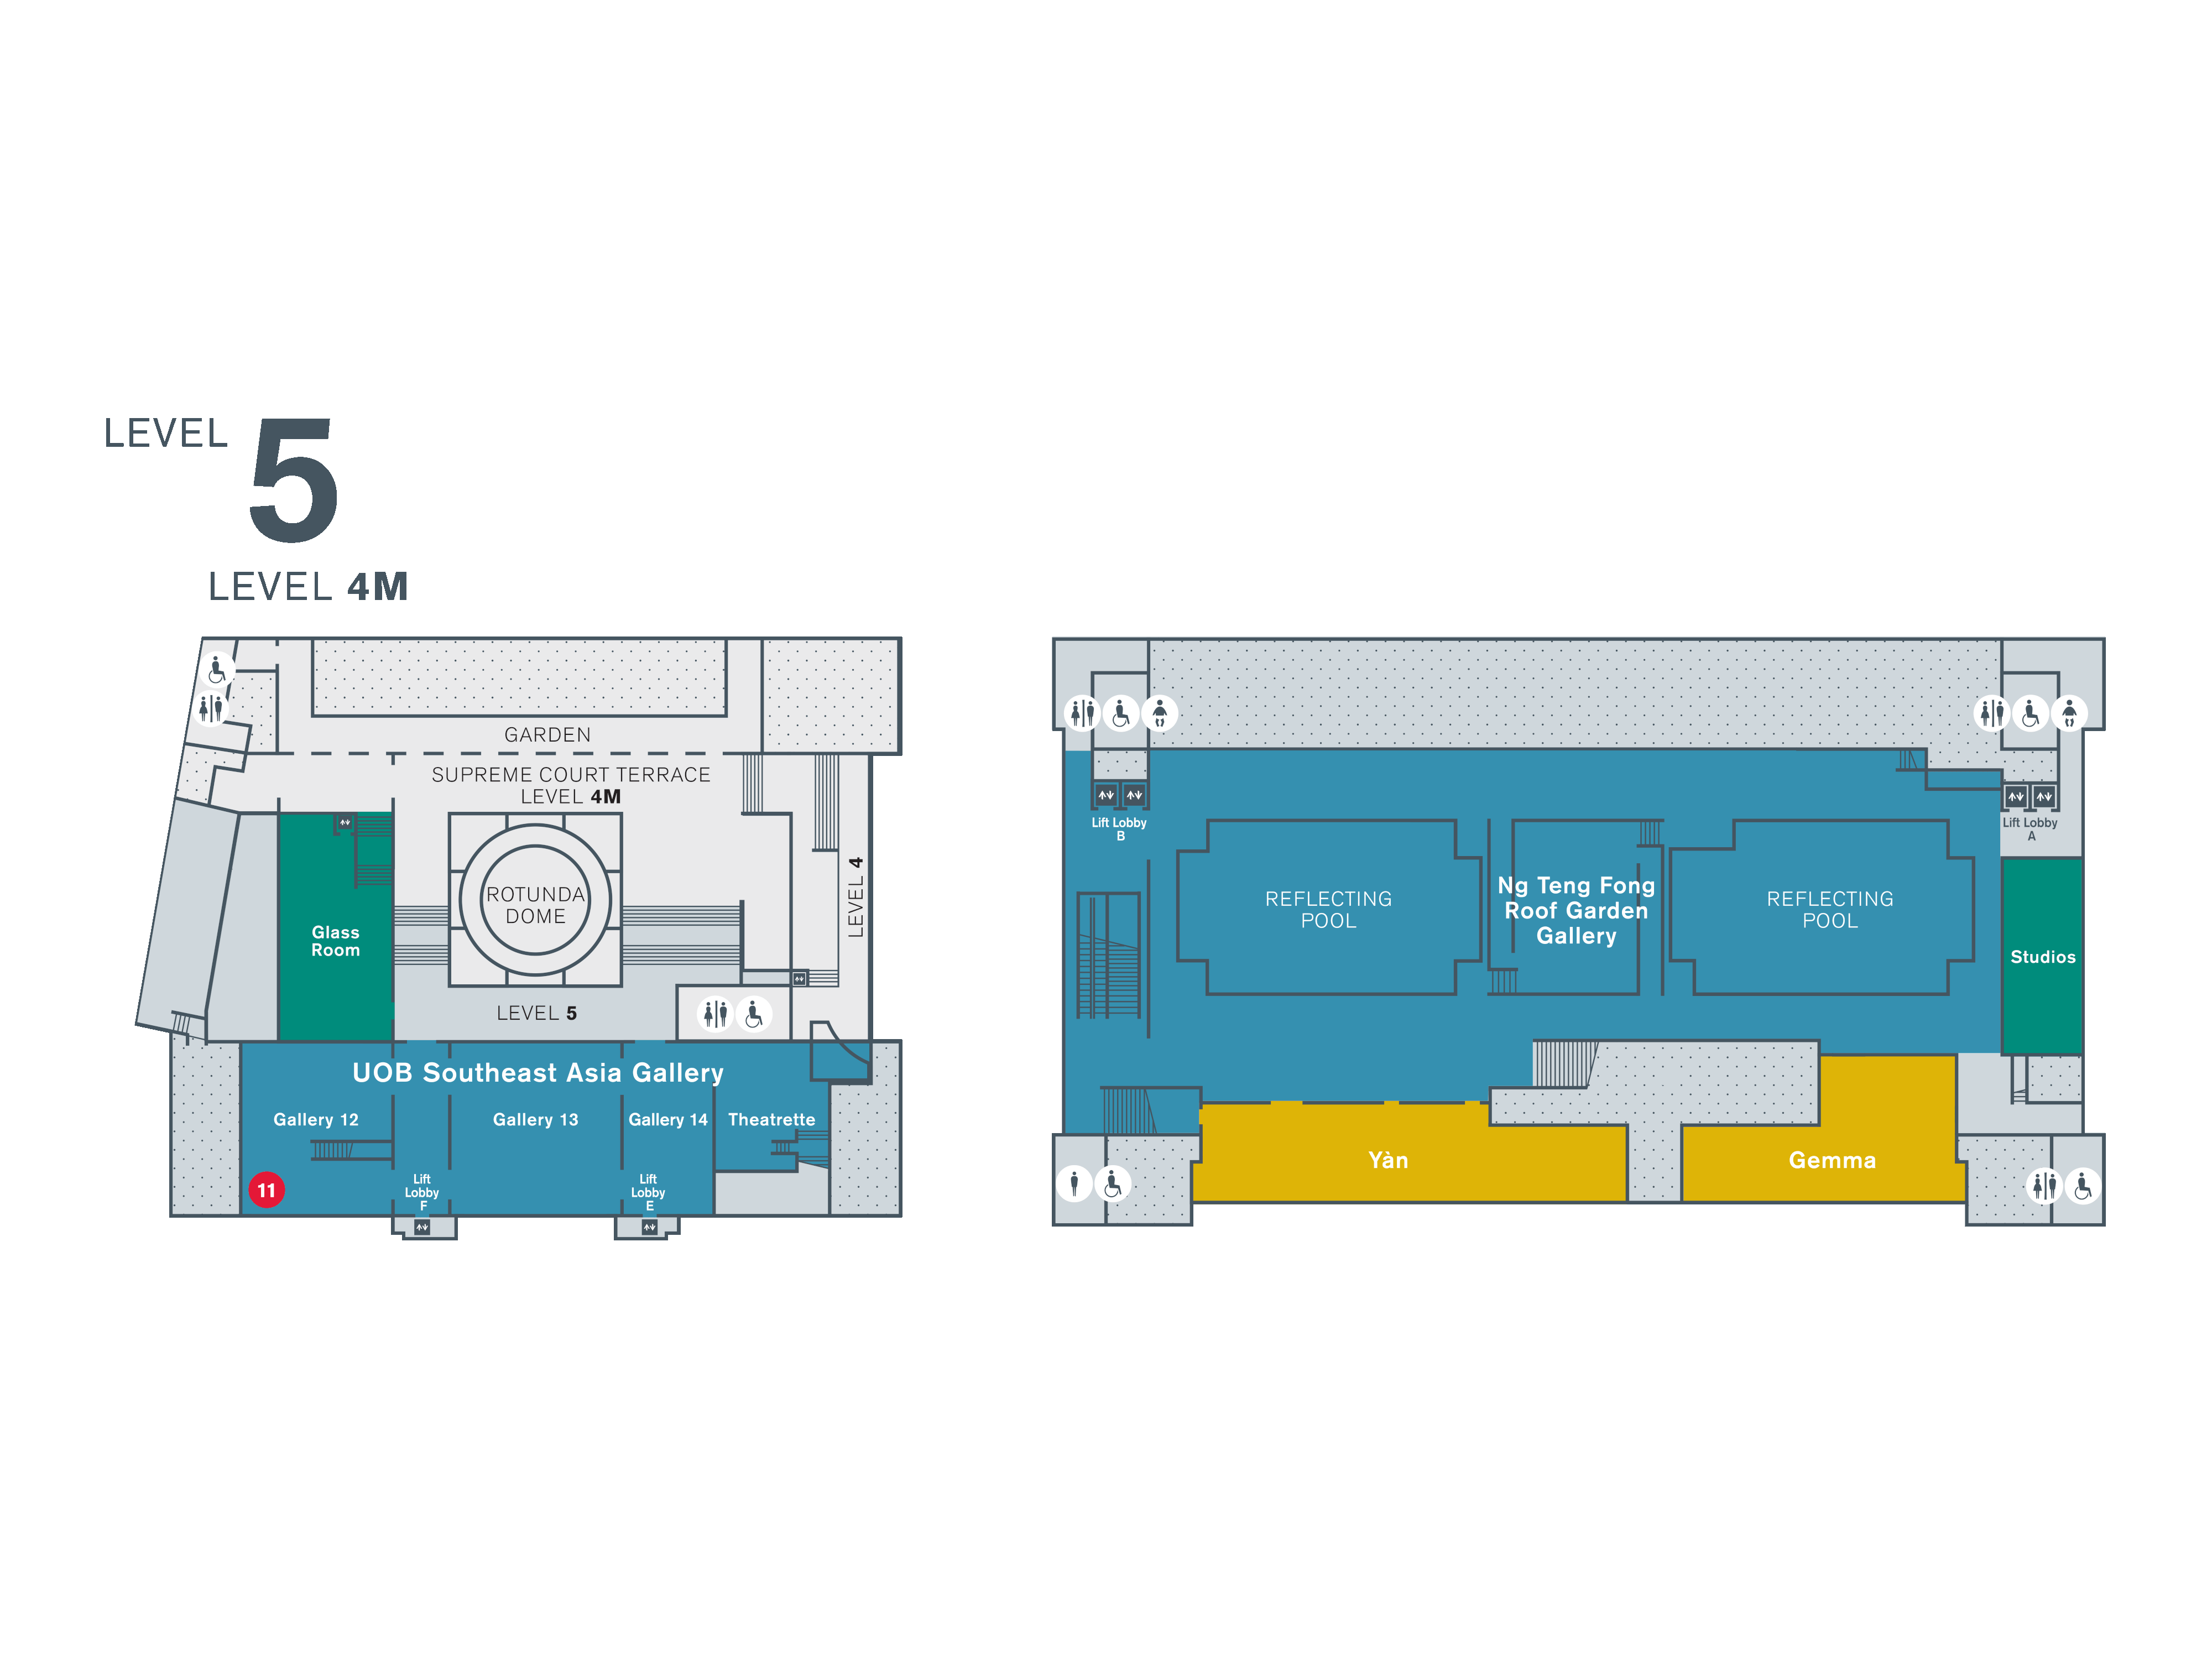 LEVEL 5
LEVEL 4M
GARDEN
SUPREME COURT TERRACE
LEVEL 4M
ROTUNDA
DOME
LEVEL 4
Glass
Room
LEVEL 5
UOB Southeast Asia Gallery
Gallery 12
Gallery 13
Gallery 14
Theatrette
11
Lift
Lobby
F
Lift
Lobby
E
Lift Lobby
B
Lift Lobby
A
REFLECTING
POOL
Ng Teng Fong
Roof Garden
Gallery
REFLECTING
POOL
Studios
Yàn
Gemma